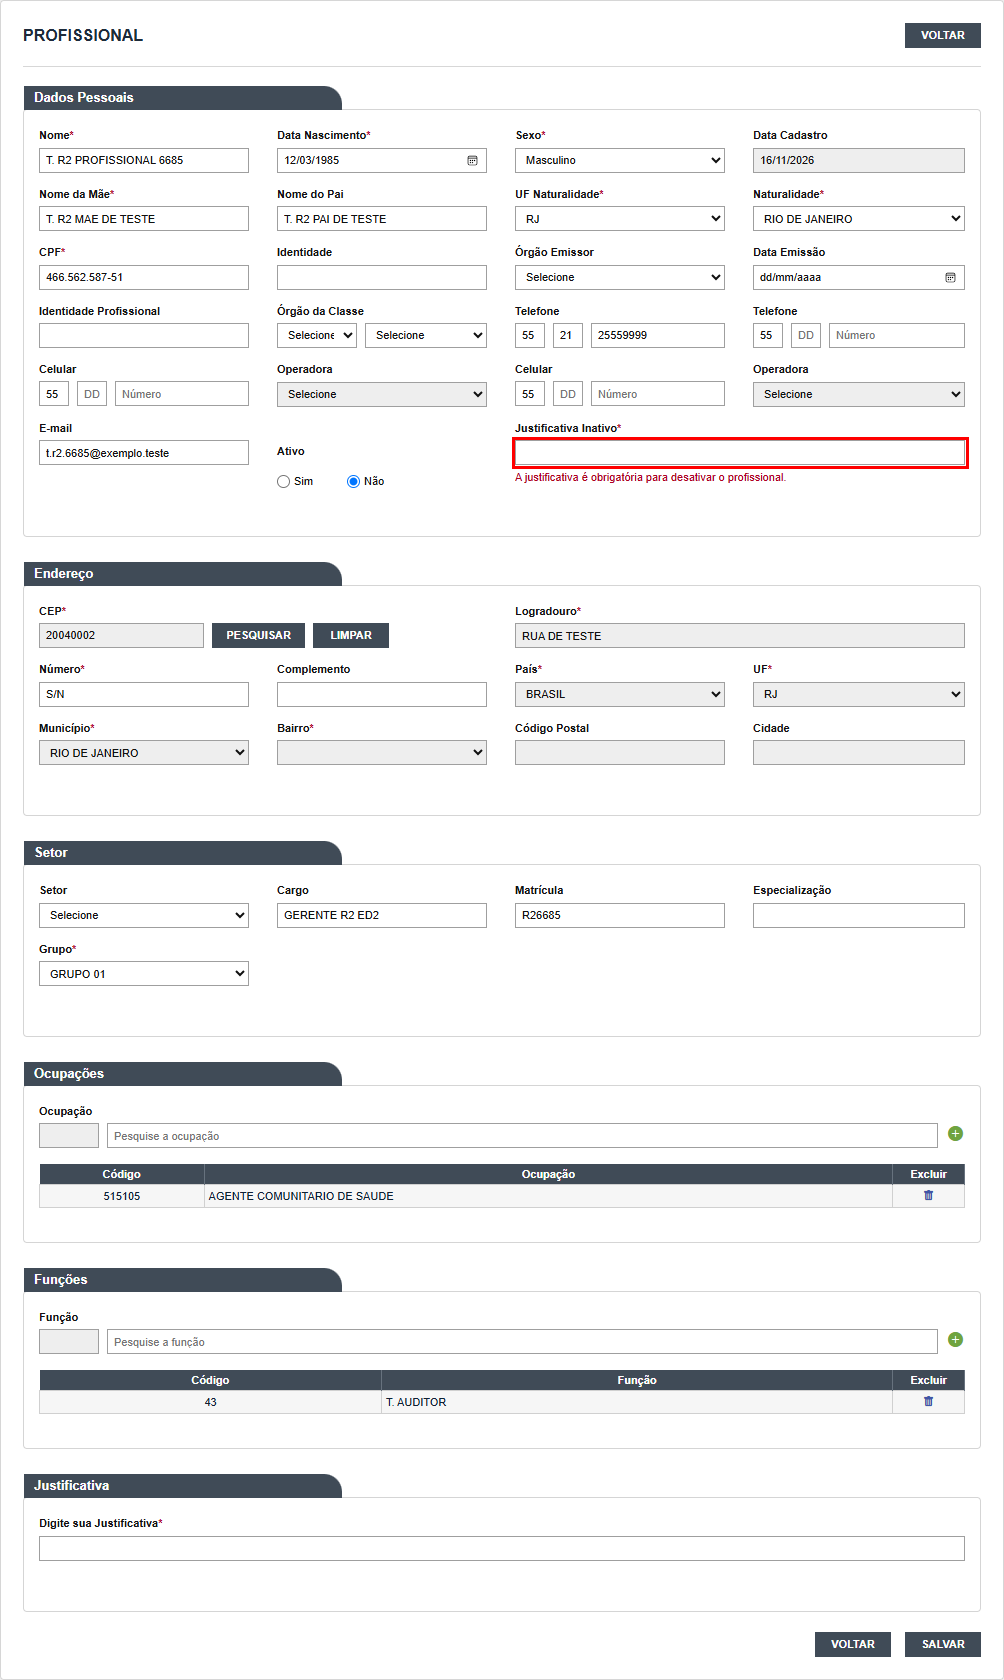 PROFISSIONAL
VOLTAR
Dados Pessoais
Nome* Data Nascimento* Sexo* Data Cadastro
T. R2 PROFISSIONAL 6685 12/03/1985 Masculino 16/11/2026
Nome da Mãe* Nome do Pai UF Naturalidade* Naturalidade*
T. R2 MAE DE TESTE T. R2 PAI DE TESTE RJ RIO DE JANEIRO
CPF* Identidade Órgão Emissor Data Emissão
466.562.587-51 Selecione dd/mm/aaaa
Identidade Profissional Órgão da Classe Telefone Telefone
Selecione Selecione 55 21 25559999 55 DD Número
Celular Operadora Celular Operadora
55 DD Número Selecione 55 DD Número Selecione
E-mail Ativo Justificativa Inativo*
t.r2.6685@exemplo.teste
Sim Não A justificativa é obrigatória para desativar o profissional.
Endereço
CEP* Logradouro*
20040002 PESQUISAR LIMPAR RUA DE TESTE
Número* Complemento País* UF*
S/N BRASIL RJ
Município* Bairro* Código Postal Cidade
RIO DE JANEIRO
Setor
Setor Cargo Matrícula Especialização
Selecione GERENTE R2 ED2 R26685
Grupo*
GRUPO 01
Ocupações
Ocupação
Pesquise a ocupação
Código Ocupação Excluir
515105 AGENTE COMUNITARIO DE SAUDE
Funções
Função
Pesquise a função
Código Função Excluir
43 T. AUDITOR
Justificativa
Digite sua Justificativa*
VOLTAR SALVAR